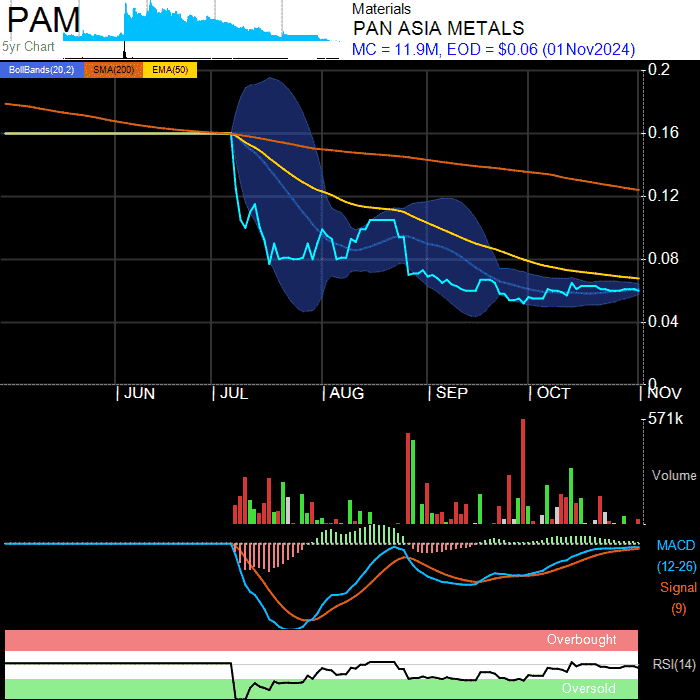 PAM
5yr Chart
Materials
PAN ASIA METALS
MC = 11.9M, EOD = $0.06 (01Nov2024)
BollBands(20,2) SMA(200) EMA(50)
0.2
0.16
0.12
0.08
0.04
0
JUN JUL AUG SEP OCT NOV
571k
Volume
MACD
(12-26)
Signal
(9)
Overbought
RSI(14)
Oversold